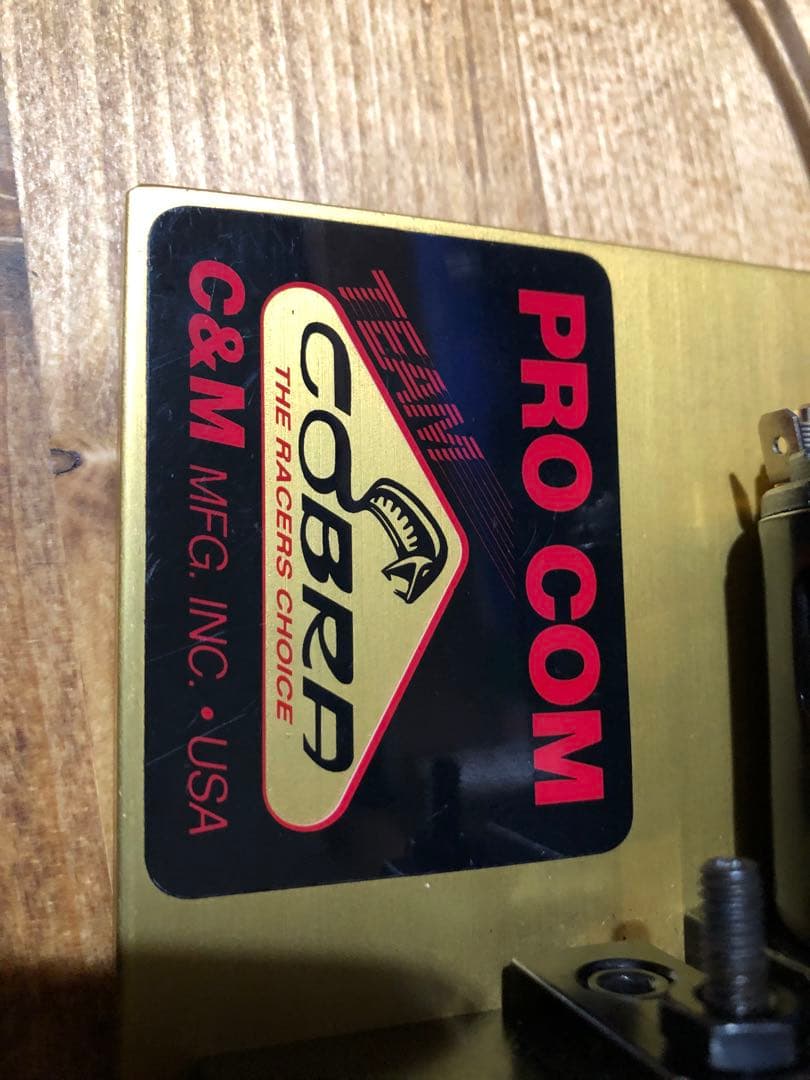 PRO COM
TEAM
COBRA
THE RACERS CHOICE
C&M MFG. INC. • USA